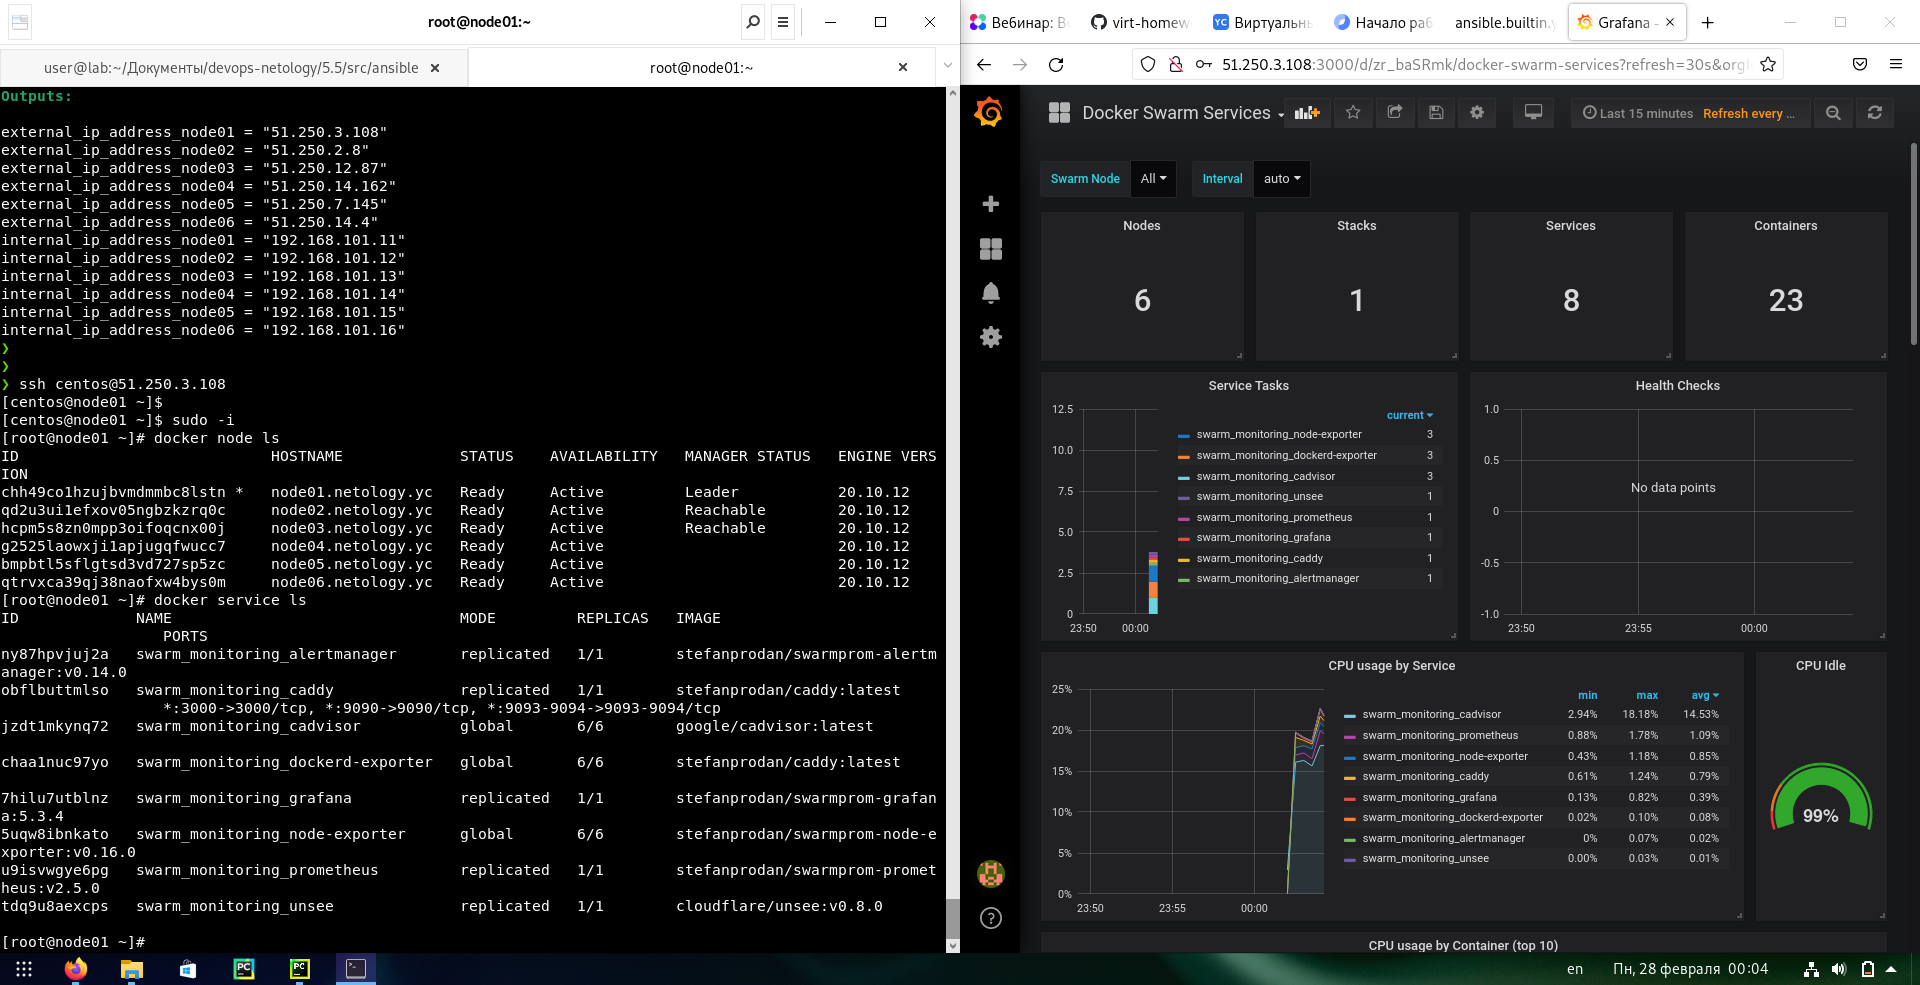 root@node01:~
user@lab:~/Документы/devops-netology/5.5/src/ansible
root@node01:~
Outputs:
external_ip_address_node01 = "51.250.3.108"
external_ip_address_node02 = "51.250.2.8"
external_ip_address_node03 = "51.250.12.87"
external_ip_address_node04 = "51.250.14.162"
external_ip_address_node05 = "51.250.7.145"
external_ip_address_node06 = "51.250.14.4"
internal_ip_address_node01 = "192.168.101.11"
internal_ip_address_node02 = "192.168.101.12"
internal_ip_address_node03 = "192.168.101.13"
internal_ip_address_node04 = "192.168.101.14"
internal_ip_address_node05 = "192.168.101.15"
internal_ip_address_node06 = "192.168.101.16"
❯
❯
❯ ssh centos@51.250.3.108
[centos@node01 ~]$
[centos@node01 ~]$ sudo -i
[root@node01 ~]# docker node ls
ID HOSTNAME STATUS AVAILABILITY MANAGER STATUS ENGINE VERS
ION
chh49co1hzujbvmdmmbc8lstn * node01.netology.yc Ready Active Leader 20.10.12
qd2u3ui1efxov05ngbzkzrq0c node02.netology.yc Ready Active Reachable 20.10.12
hcpm5s8zn0mpp3oifoqcnx00j node03.netology.yc Ready Active Reachable 20.10.12
g2525laowxji1apjugqfwucc7 node04.netology.yc Ready Active 20.10.12
bmpbtl5sflgtsd3vd727sp5zc node05.netology.yc Ready Active 20.10.12
qtrvxca39qj38naofxw4bys0m node06.netology.yc Ready Active 20.10.12
[root@node01 ~]# docker service ls
ID NAME MODE REPLICAS IMAGE
PORTS
ny87hpvjuj2a swarm_monitoring_alertmanager replicated 1/1 stefanprodan/swarmprom-alertm
anager:v0.14.0
obflbuttmlso swarm_monitoring_caddy replicated 1/1 stefanprodan/caddy:latest
*:3000->3000/tcp, *:9090->9090/tcp, *:9093-9094->9093-9094/tcp
jzdt1mkynq72 swarm_monitoring_cadvisor global 6/6 google/cadvisor:latest
chaa1nuc97yo swarm_monitoring_dockerd-exporter global 6/6 stefanprodan/caddy:latest
7hilu7utblnz swarm_monitoring_grafana replicated 1/1 stefanprodan/swarmprom-grafan
a:5.3.4
5uqw8ibnkato swarm_monitoring_node-exporter global 6/6 stefanprodan/swarmprom-node-e
xporter:v0.16.0
u9isvwgye6pg swarm_monitoring_prometheus replicated 1/1 stefanprodan/swarmprom-promet
heus:v2.5.0
tdq9u8aexcps swarm_monitoring_unsee replicated 1/1 cloudflare/unsee:v0.8.0
[root@node01 ~]#
Вебинар: virt-homew YC Виртуальн Начало раб ansible.builtin. Grafana -
51.250.3.108:3000/d/zr_baSRmk/docker-swarm-services?refresh=30s&orgI
Docker Swarm Services
Last 15 minutes Refresh every ...
Swarm Node All Interval auto
Nodes Stacks Services Containers
6 1 8 23
Service Tasks
12.5
10.0
7.5
5.0
2.5
0
23:50 00:00
current
swarm_monitoring_node-exporter 3
swarm_monitoring_dockerd-exporter 3
swarm_monitoring_cadvisor 3
swarm_monitoring_unsee 1
swarm_monitoring_prometheus 1
swarm_monitoring_grafana 1
swarm_monitoring_caddy 1
swarm_monitoring_alertmanager 1
Health Checks
1.0
0.5
0
-0.5
-1.0
No data points
23:50 23:55 00:00
CPU usage by Service
25%
20%
15%
10%
5%
0%
23:50 23:55 00:00
min max avg
swarm_monitoring_cadvisor 2.94% 18.18% 14.53%
swarm_monitoring_prometheus 0.88% 1.78% 1.09%
swarm_monitoring_node-exporter 0.43% 1.18% 0.85%
swarm_monitoring_caddy 0.61% 1.24% 0.79%
swarm_monitoring_grafana 0.13% 0.82% 0.39%
swarm_monitoring_dockerd-exporter 0.02% 0.10% 0.08%
swarm_monitoring_alertmanager 0% 0.07% 0.02%
swarm_monitoring_unsee 0.00% 0.03% 0.01%
CPU Idle
99%
CPU usage by Container (top 10)
PC PC
en Пн, 28 февраля 00:04